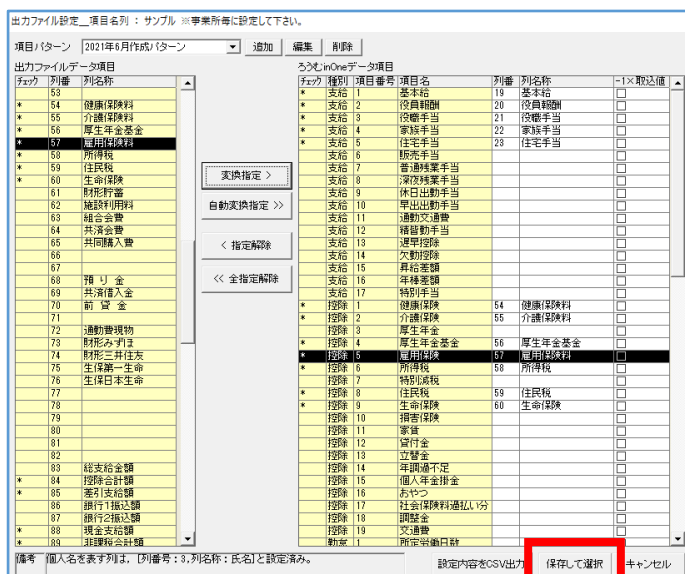 出力ファイル設定__項目名列 : サンプル ※事業所毎に設定して下さい。
項目パターン 2021年6月作成パターン 追加 編集 削除
出力ファイルデータ項目
チェック 列番 列名称
53
* 54 健康保険料
* 55 介護保険料
* 56 厚生年金基金
* 57 雇用保険料
* 58 所得税
* 59 住民税
* 60 生命保険
61 財形貯蓄
62 施設利用料
63 組合会費
64 共済会費
65 共同購入費
66
67
68 預 り 金
69 共済借入金
70 前 貸 金
71
72 通勤費現物
73 財形みずほ
74 財形三井住友
75 生保第一生命
76 生保日本生命
77
78
79
80
81
82
83 総支給金額
* 84 控除合計額
* 85 差引支給額
86 銀行1振込額
87 銀行2振込額
* 88 現金支給額
* 89 非課税合計額
変換指定 >
自動変換指定 >>
< 指定解除
<< 全指定解除
ろうむinOneデータ項目
チェック 種別 項目番号 項目名 列番 列名称 -1×取込値
* 支給 1 基本給 19 基本給
* 支給 2 役員報酬 20 役員報酬
* 支給 3 役職手当 21 役職手当
* 支給 4 家族手当 22 家族手当
* 支給 5 住宅手当 23 住宅手当
支給 6 販売手当
支給 7 普通残業手当
支給 8 深夜残業手当
支給 9 休日出勤手当
支給 10 早出出勤手当
支給 11 通勤交通費
支給 12 精皆勤手当
支給 13 遅早控除
支給 14 欠勤控除
支給 15 昇給差額
支給 16 年棒差額
支給 17 特別手当
* 控除 1 健康保険 54 健康保険料
* 控除 2 介護保険 55 介護保険料
控除 3 厚生年金
* 控除 4 厚生年金基金 56 厚生年金基金
* 控除 5 雇用保険 57 雇用保険料
* 控除 6 所得税 58 所得税
控除 7 特別減税
* 控除 8 住民税 59 住民税
* 控除 9 生命保険 60 生命保険
控除 10 損害保険
控除 11 家賃
控除 12 貸付金
控除 13 立替金
控除 14 年調過不足
控除 15 個人年金掛金
控除 16 おやつ
控除 17 社会保険料過払い分
控除 18 調整金
控除 19 交通費
勤怠 1 所定労働日数
備考 個人名を表す列は、[列番号:3,列名称:氏名]と設定済み。
設定内容をCSV出力 保存して選択 キャンセル